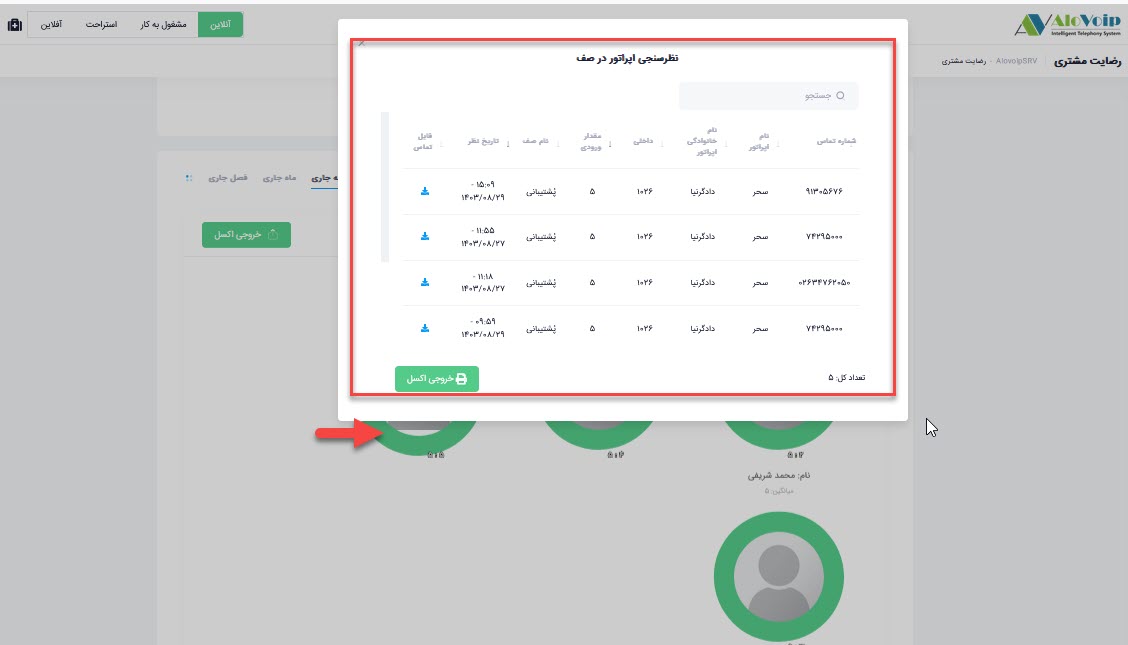 AloVoip
Intelligent Telephony System
آنلاین
مشغول به کار
استراحت
آفلاین
رضایت مشتری
AlovoipSRV - رضایت مشتری
نظرسنجی اپراتور در صف
جستجو
شماره تماس
نام اپراتور
نام خانوادگی اپراتور
داخلی
مقدار ورودی
نام صف
تاریخ نظر
فایل تماس
۹۱۳۰۵۶۷۶ سحر دادگرنیا ۱۰۲۶ ۵ پشتیبانی ۱۵:۰۹ - ۱۴۰۳/۰۸/۲۹
۷۴۲۹۵۰۰۰ سحر دادگرنیا ۱۰۲۶ ۵ پشتیبانی ۱۱:۵۵ - ۱۴۰۳/۰۸/۲۷
۰۲۶۳۴۷۶۲۰۵۰ سحر دادگرنیا ۱۰۲۶ ۵ پشتیبانی ۱۱:۱۸ - ۱۴۰۳/۰۸/۲۷
۷۴۲۹۵۰۰۰ سحر دادگرنیا ۱۰۲۶ ۵ پشتیبانی ۰۹:۵۹ - ۱۴۰۳/۰۸/۲۹
تعداد کل: ۵
خروجی اکسل
جاری
ماه جاری
فصل جاری
خروجی اکسل
نام: محمد شریفی
میانگین: ۵